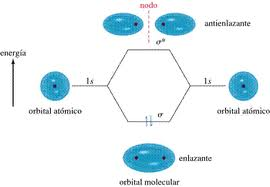 nodo
antienlazante
σ*
energía
1s
1s
orbital atómico
orbital atómico
σ
enlazante
orbital molecular